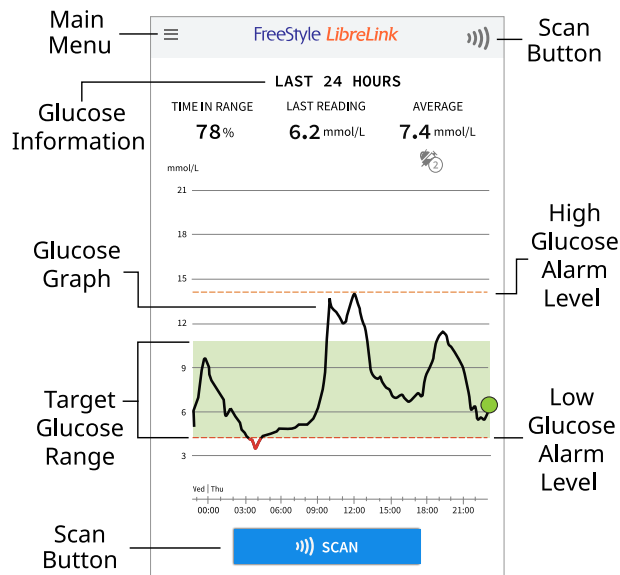 Main
Menu
FreeStyle LibreLink
Scan
Button
LAST 24 HOURS
Glucose
Information
TIME IN RANGE
LAST READING
AVERAGE
78%
6.2 mmol/L
7.4 mmol/L
2
mmol/L
21
18
15
12
9
6
3
High
Glucose
Alarm
Level
Glucose
Graph
Target
Glucose
Range
Low
Glucose
Alarm
Level
Ved | Thu
00:00 03:00 06:00 09:00 12:00 15:00 18:00 21:00
Scan
Button
SCAN